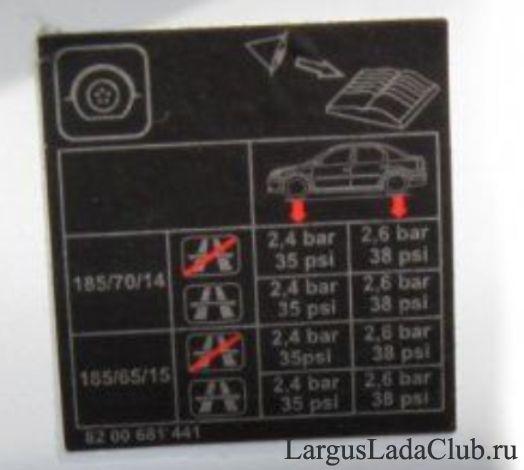 2,4 bar 2,6 bar
35 psi 38 psi
185/70/14
2,4 bar 2,6 bar
35 psi 38 psi
2,4 bar 2,6 bar
35psi 38 psi
185/65/15
2,4 bar 2,6 bar
35 psi 38 psi
82 00 681 441
LargusLadaClub.ru